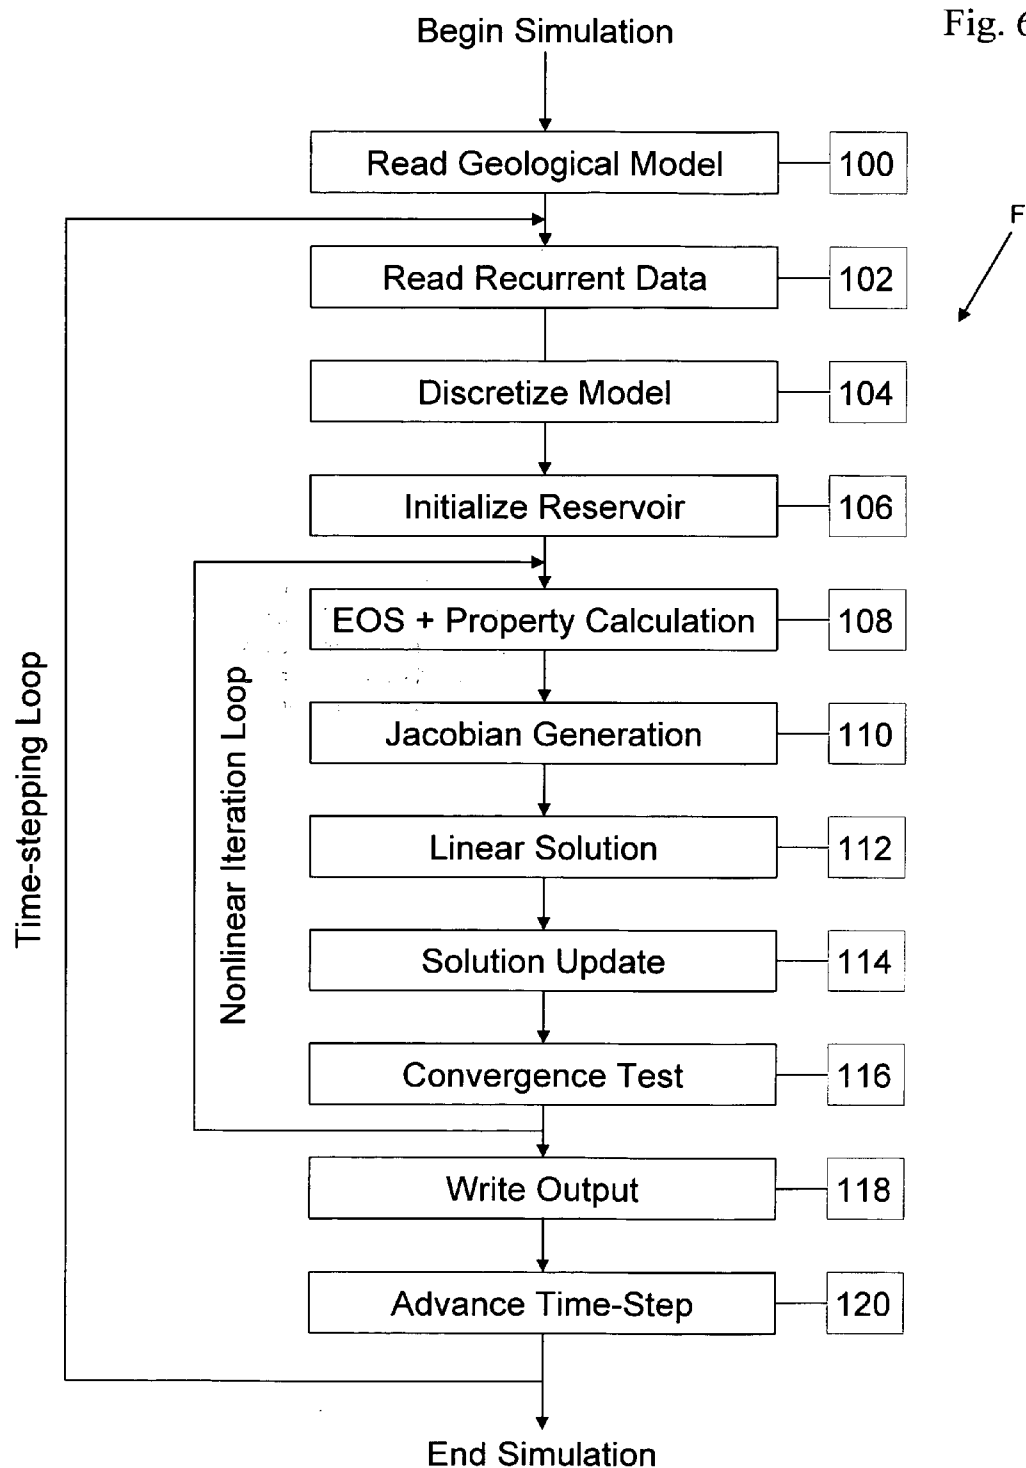 Begin Simulation
Fig. 6
Read Geological Model
100
F
Read Recurrent Data
102
Discretize Model
104
Initialize Reservoir
106
EOS + Property Calculation
108
Jacobian Generation
110
Linear Solution
112
Solution Update
114
Convergence Test
116
Write Output
118
Advance Time-Step
120
End Simulation
Time-stepping Loop
Nonlinear Iteration Loop